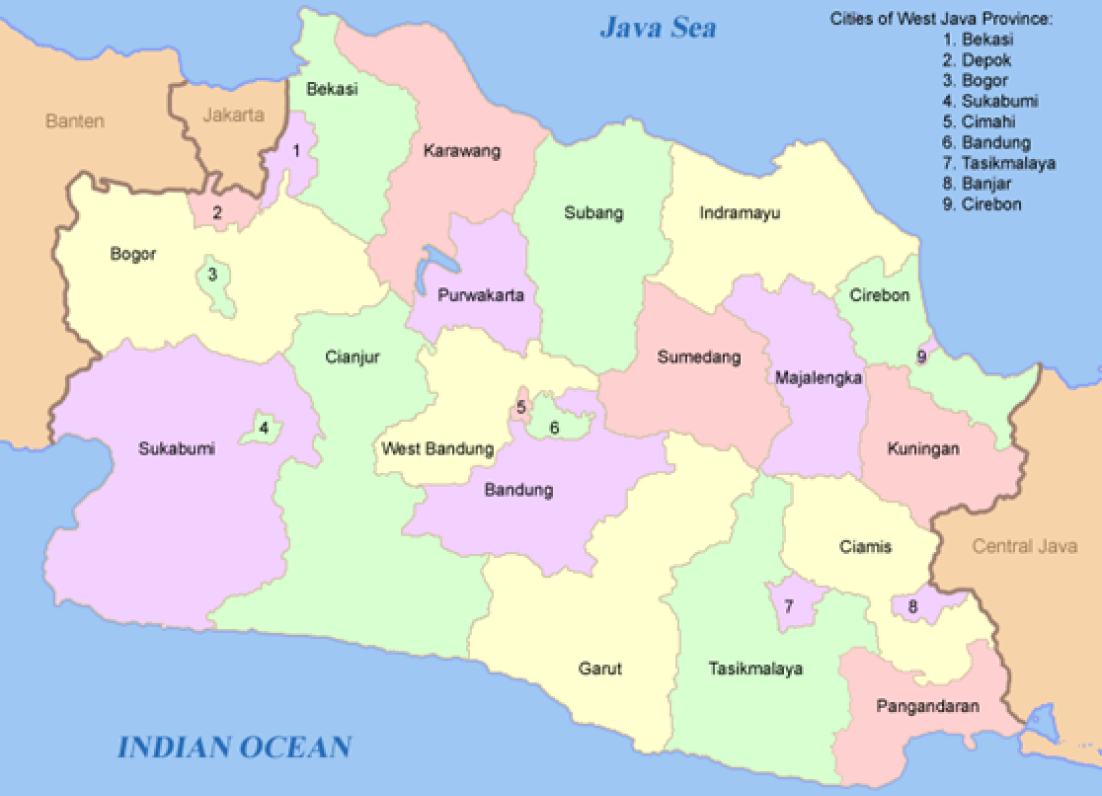 Java Sea
Cities of West Java Province:
1. Bekasi
2. Depok
3. Bogor
4. Sukabumi
5. Cimahi
6. Bandung
7. Tasikmalaya
8. Banjar
9. Cirebon
Banten
Jakarta
Bekasi
1
Karawang
2
Subang
Indramayu
Bogor
3
Purwakarta
Cirebon
Cianjur
Sumedang
9
Majalengka
5
6
4
Sukabumi
West Bandung
Kuningan
Bandung
Ciamis
Central Java
7
8
Garut
Tasikmalaya
Pangandaran
INDIAN OCEAN